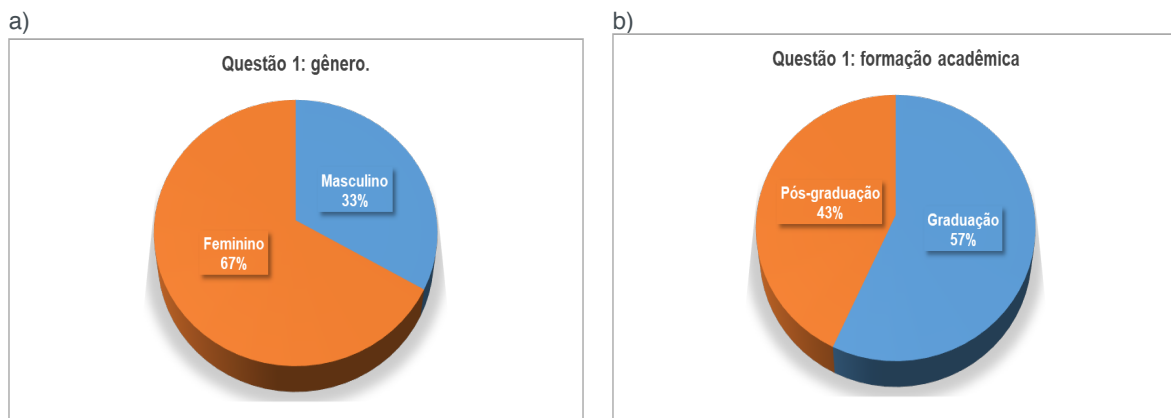 a)
Questão 1: gênero.
Masculino
33%
Feminino
67%
b)
Questão 1: formação acadêmica
Pós-graduação
43%
Graduação
57%